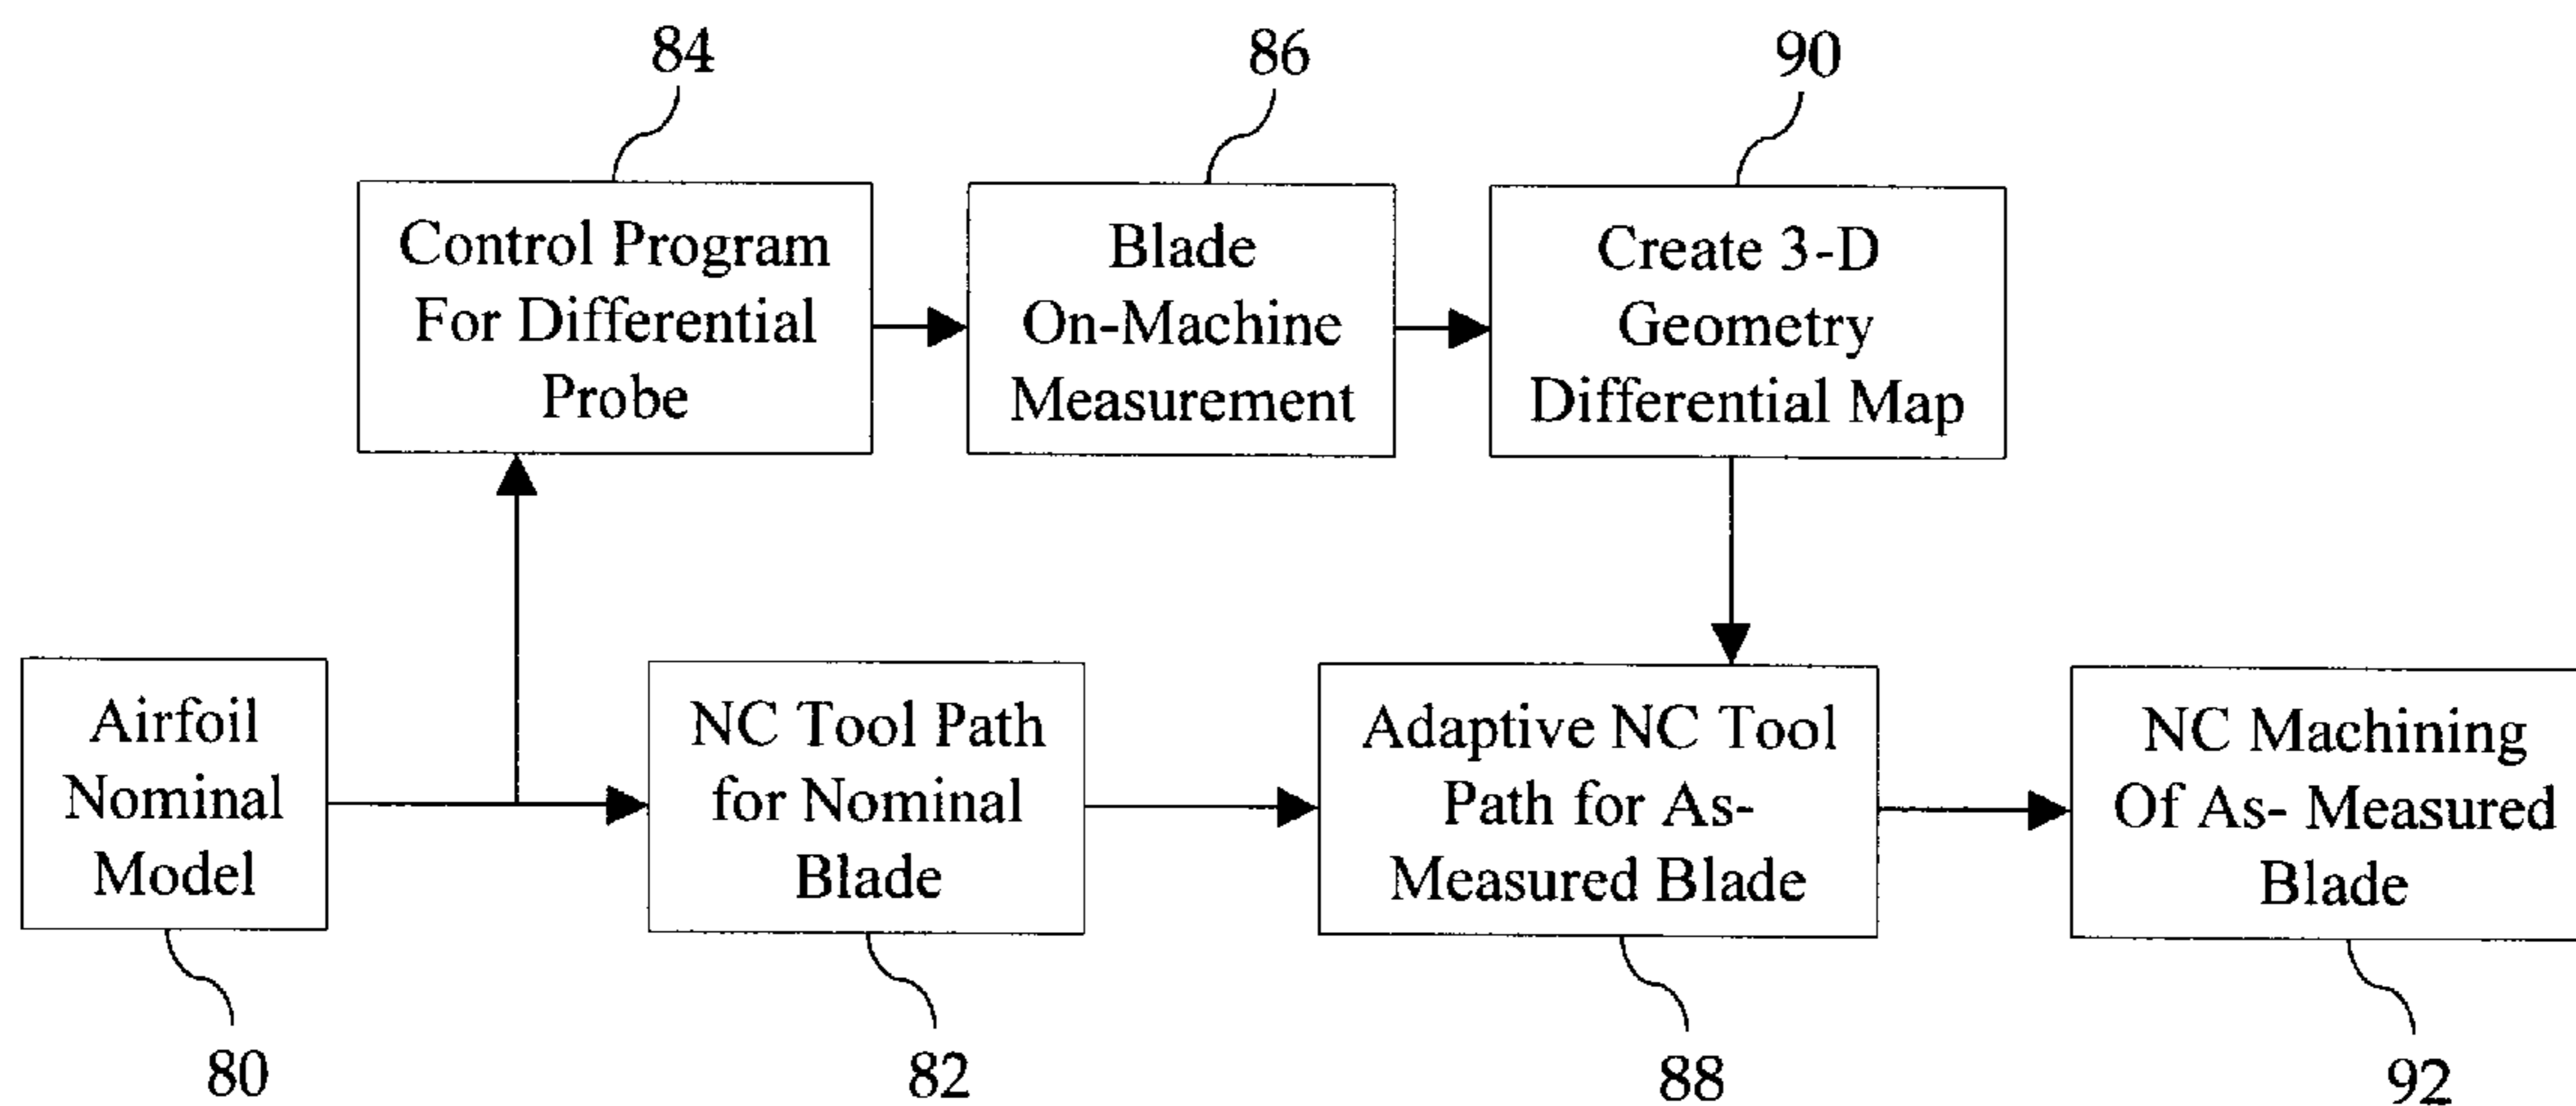 84
86
90
Control Program
For Differential
Probe
Blade
On-Machine
Measurement
Create 3-D
Geometry
Differential Map
Airfoil
Nominal
Model
NC Tool Path
for Nominal
Blade
Adaptive NC Tool
Path for As-
Measured Blade
NC Machining
Of As- Measured
Blade
80
82
88
92